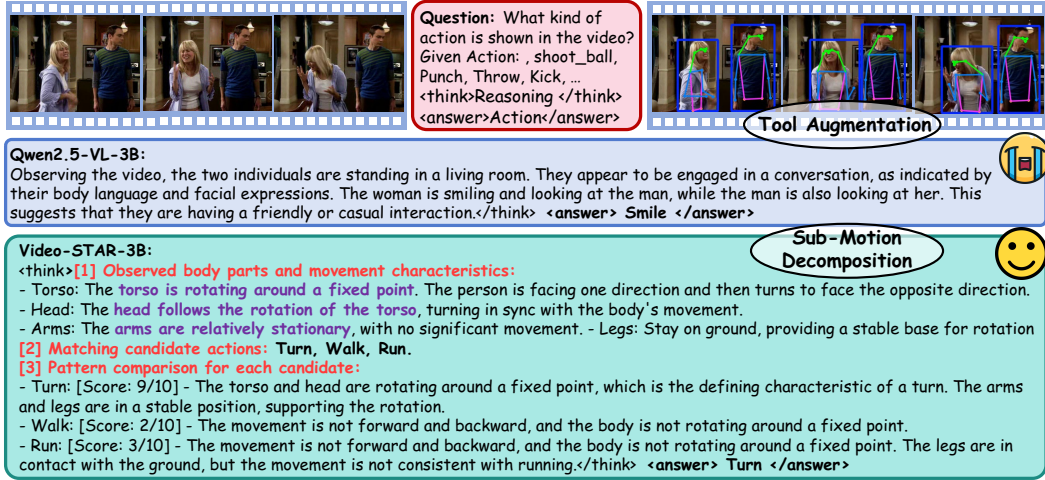 Question: What kind of
action is shown in the video?
Given Action: , shoot_ball,
Punch, Throw, Kick, …
<think>Reasoning </think>
<answer>Action</answer>
Tool Augmentation
Qwen2.5-VL-3B:
Observing the video, the two individuals are standing in a living room. They appear to be engaged in a conversation, as indicated by
their body language and facial expressions. The woman is smiling and looking at the man, while the man is also looking at her. This
suggests that they are having a friendly or casual interaction.</think> <answer> Smile </answer>
Sub-Motion
Decomposition
Video-STAR-3B:
<think>[1] Observed body parts and movement characteristics:
- Torso: The torso is rotating around a fixed point. The person is facing one direction and then turns to face the opposite direction.
- Head: The head follows the rotation of the torso, turning in sync with the body's movement.
- Arms: The arms are relatively stationary, with no significant movement. - Legs: Stay on ground, providing a stable base for rotation
[2] Matching candidate actions: Turn, Walk, Run.
[3] Pattern comparison for each candidate:
- Turn: [Score: 9/10] - The torso and head are rotating around a fixed point, which is the defining characteristic of a turn. The arms
and legs are in a stable position, supporting the rotation.
- Walk: [Score: 2/10] - The movement is not forward and backward, and the body is not rotating around a fixed point.
- Run: [Score: 3/10] - The movement is not forward and backward, and the body is not rotating around a fixed point. The legs are in
contact with the ground, but the movement is not consistent with running.</think> <answer> Turn </answer>